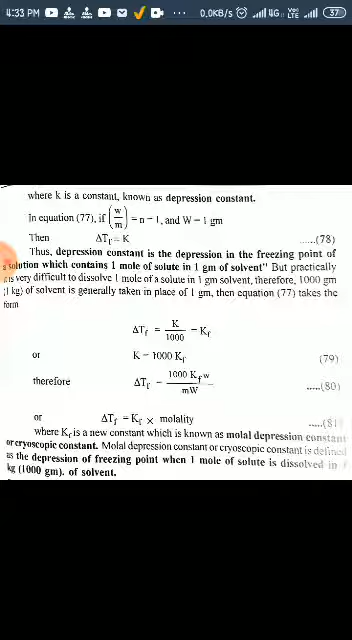 4:33 PM ... 0.0KB/s 4G VoLTE 37
where k is a constant, known as depression constant.
In equation (77), if (w/m) = n = 1, and W = 1 gm
Then ΔTf = K ......(78)
Thus, depression constant is the depression in the freezing point of
a solution which contains 1 mole of solute in 1 gm of solvent" But practically
it is very difficult to dissolve 1 mole of a solute in 1 gm solvent, therefore, 1000 gm
(1 kg) of solvent is generally taken in place of 1 gm, then equation (77) takes the
form
ΔTf = K/1000 = Kf
or K = 1000 Kf (79)
therefore ΔTf = 1000 Kf w/mW .....(80)
or ΔTf = Kf × molality .....(81)
where Kf is a new constant which is known as molal depression constant
or cryoscopic constant. Molal depression constant or cryoscopic constant is defined
as the depression of freezing point when 1 mole of solute is dissolved in
kg (1000 gm). of solvent.